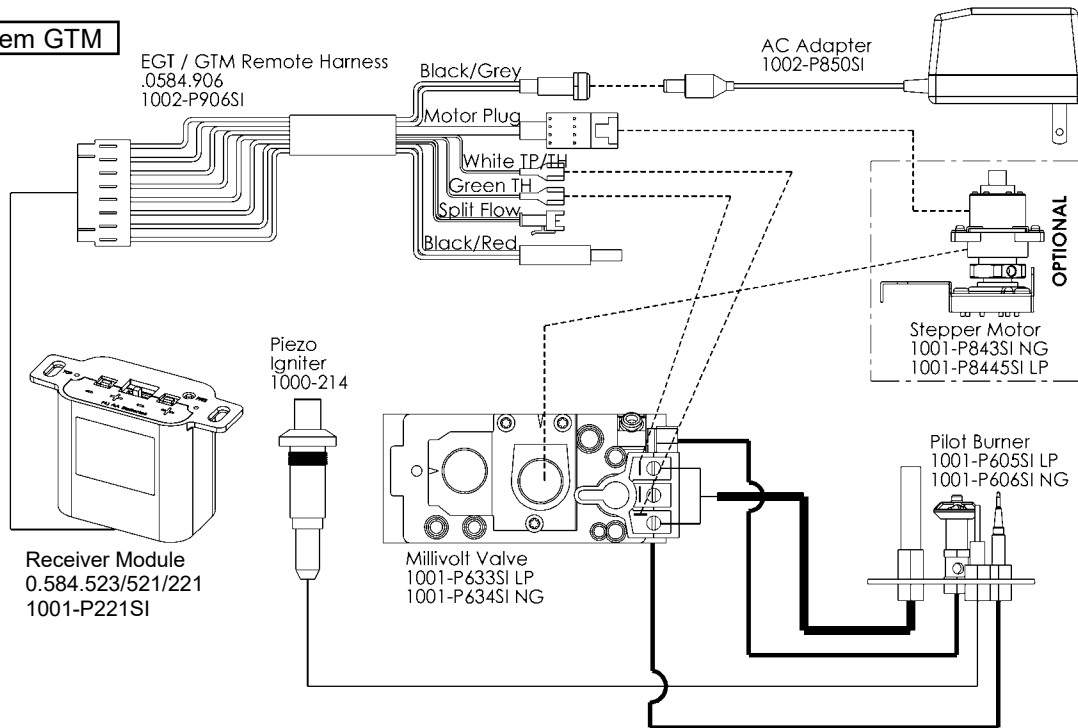 em GTM
EGT / GTM Remote Harness
.0584.906
1002-P906SI
Black/Grey
Motor Plug
White TP/TH
Green TH
Split Flow
Black/Red
AC Adapter
1002-P850SI
OPTIONAL
Stepper Motor
1001-P843SI NG
1001-P8445SI LP
Piezo
Igniter
1000-214
Pilot Burner
1001-P605SI LP
1001-P606SI NG
Receiver Module
0.584.523/521/221
1001-P221SI
Millivolt Valve
1001-P633SI LP
1001-P634SI NG